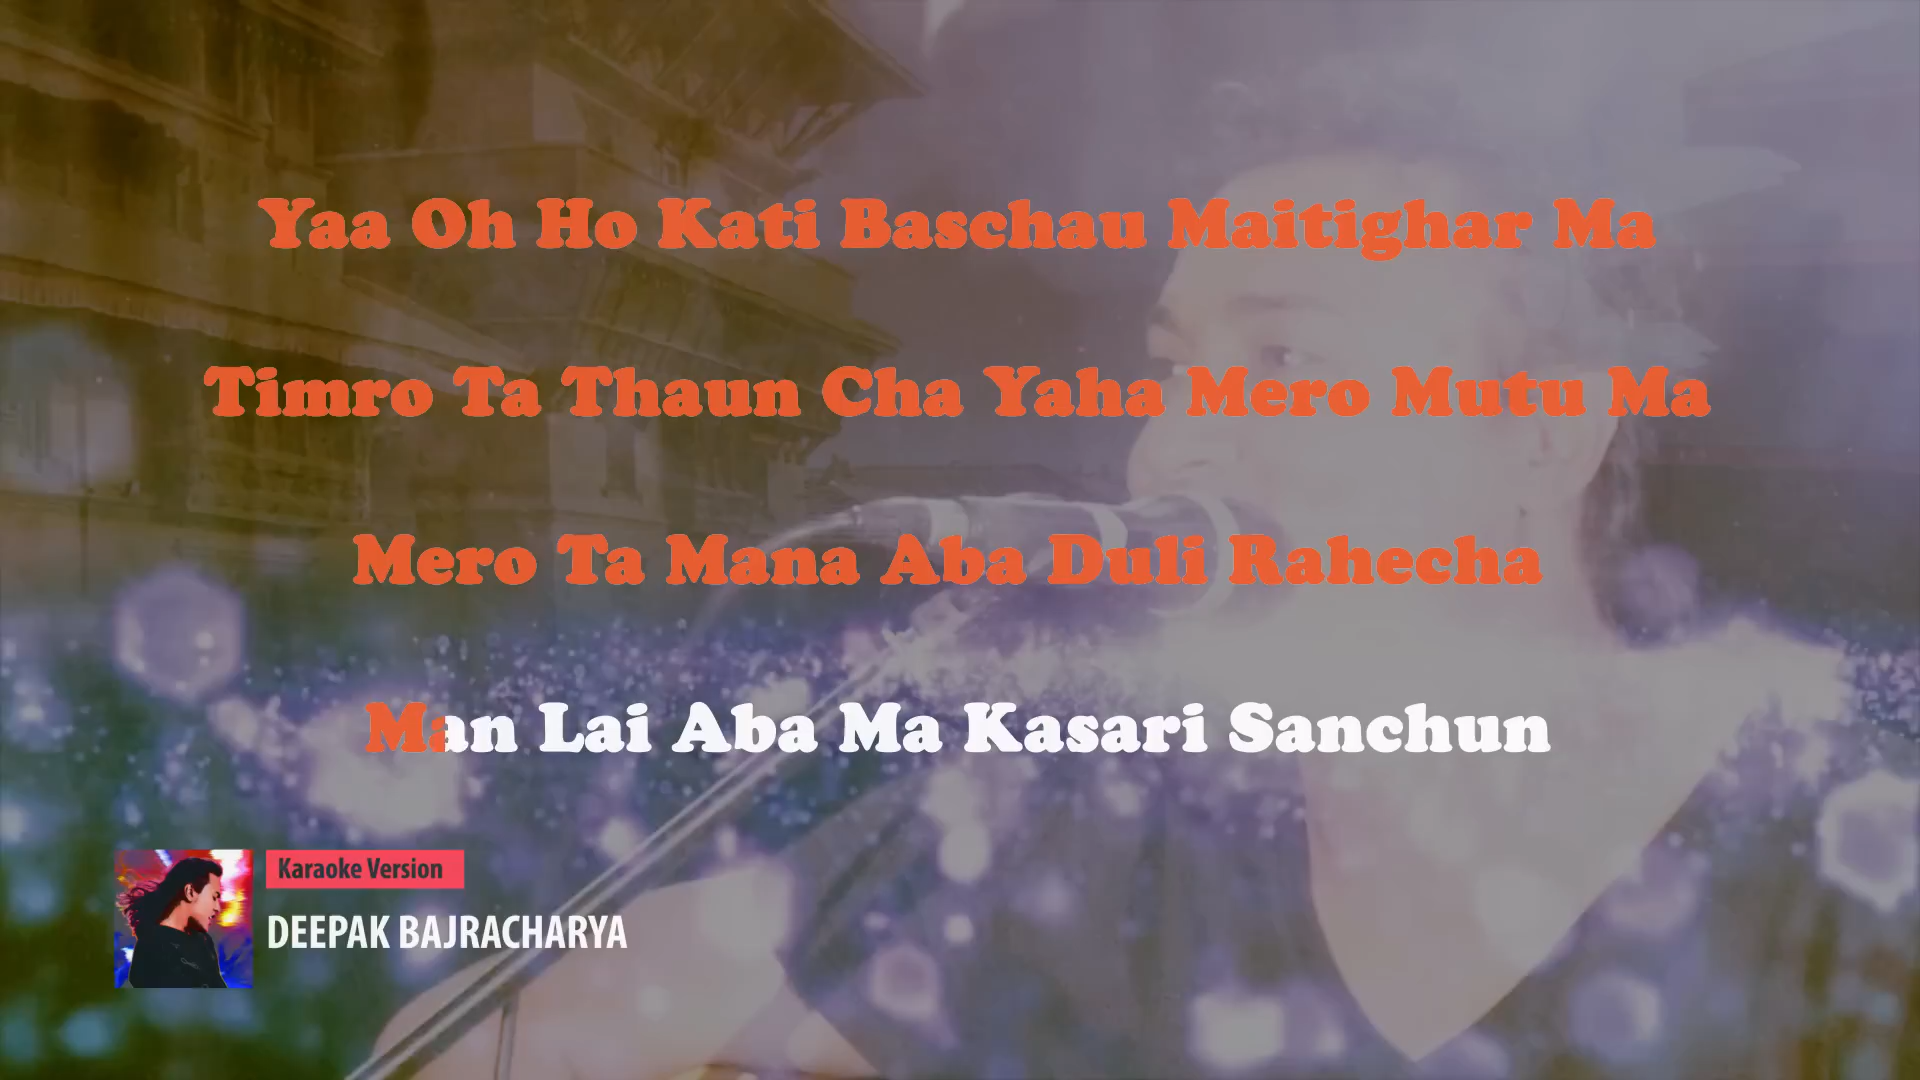 Yaa Oh Ho Kati Baschau Maitighar Ma
Timro Ta Thaun Cha Yaha Mero Mutu Ma
Mero Ta Mana Aba Duli Rahecha
Man Lai Aba Ma Kasari Sanchun
Karaoke Version
DEEPAK BAJRACHARYA